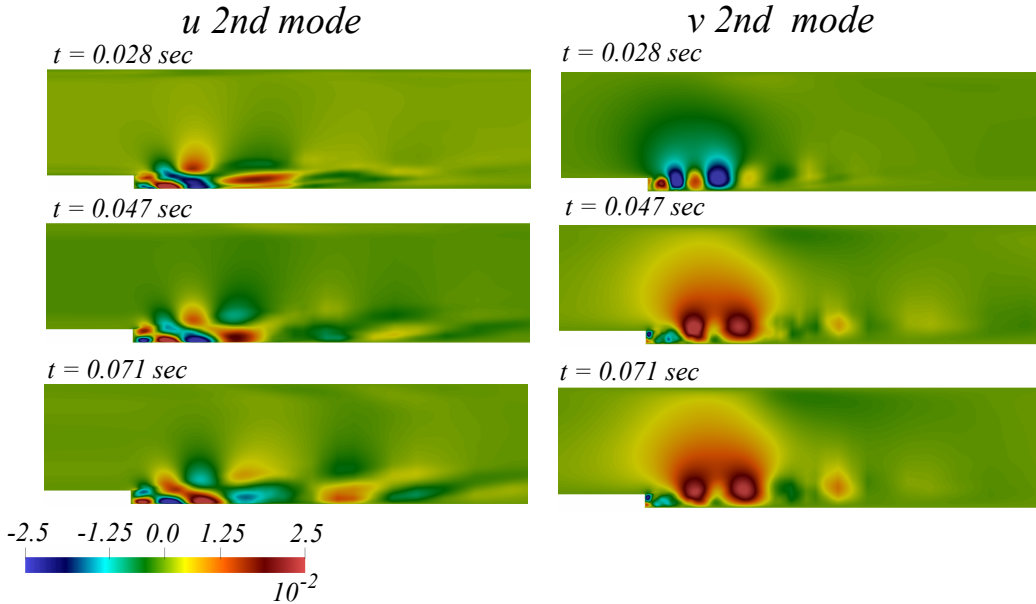 u 2nd mode
v 2nd mode
t = 0.028 sec
t = 0.028 sec
t = 0.047 sec
t = 0.047 sec
t = 0.071 sec
t = 0.071 sec
-2.5 -1.25 0.0 1.25 2.5
10^-2